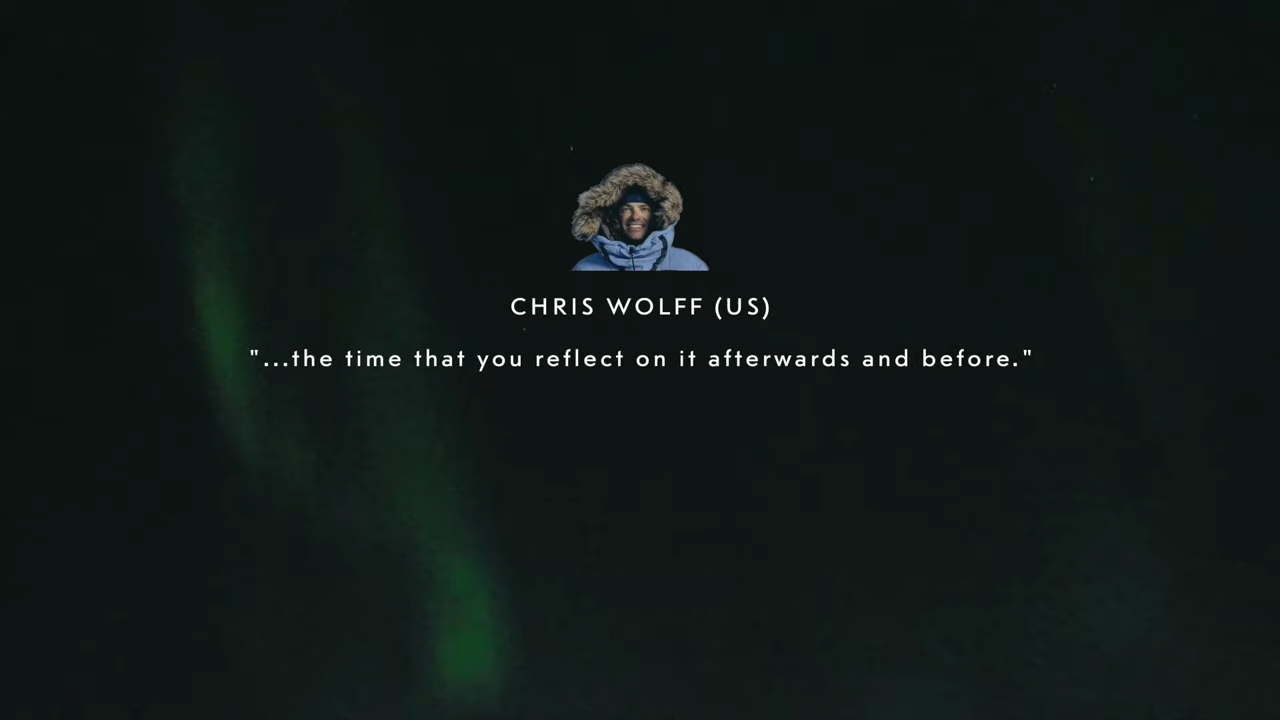 CHRIS WOLFF (US)
"...the time that you reflect on it afterwards and before."